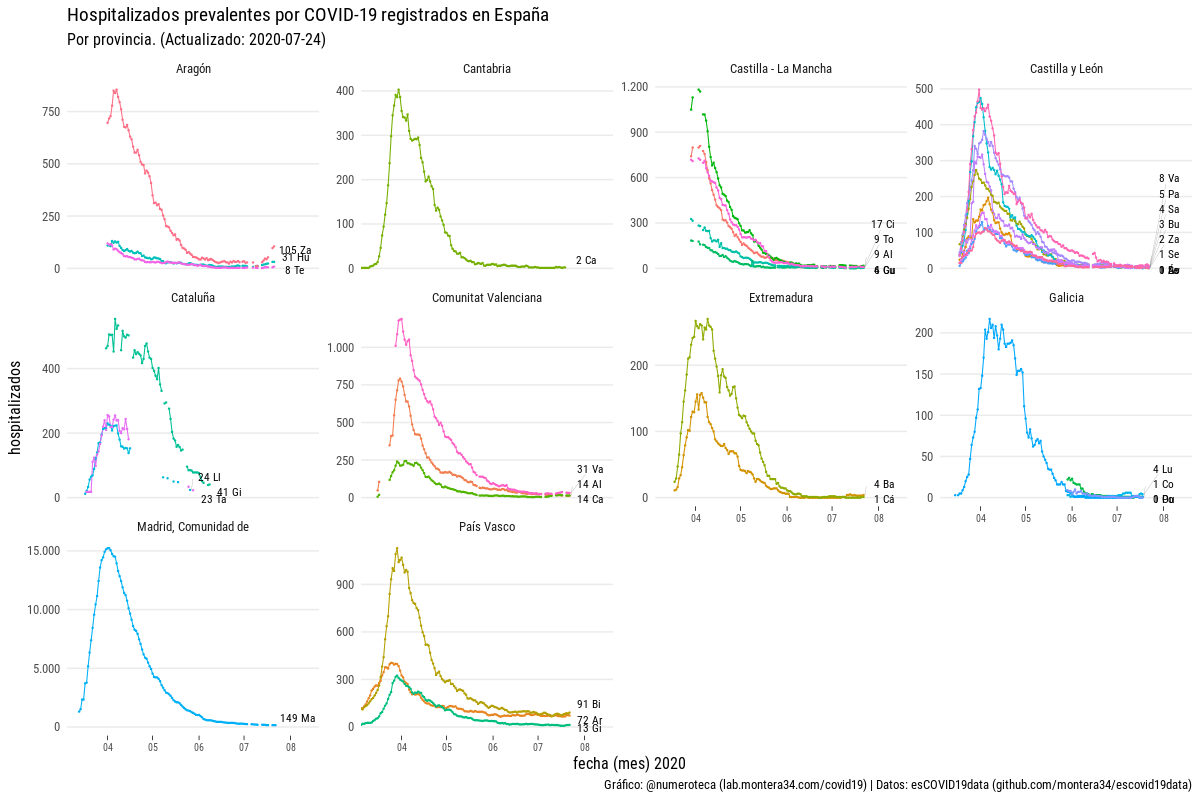 Hospitalizados prevalentes por COVID-19 registrados en España
Por provincia. (Actualizado: 2020-07-24)
Aragón
750
500
250
0
105 Za
31 Hu
8 Te
Cantabria
400
300
200
100
0
2 Ca
Castilla - La Mancha
1.200
900
600
300
0
17 Ci
9 To
9 Al
Castilla y León
500
400
300
200
100
0
8 Va
5 Pa
4 Sa
3 Bu
2 Za
1 Se
Cataluña
400
200
0
24 Ll
41 Gi
23 Ta
Comunitat Valenciana
1.000
750
500
250
0
31 Va
14 Al
14 Ca
Extremadura
200
100
0
4 Ba
1 Cá
04
05
06
07
08
Galicia
200
150
100
50
0
4 Lu
1 Co
04
05
06
07
08
Madrid, Comunidad de
15.000
10.000
5.000
0
149 Ma
04
05
06
07
08
País Vasco
900
600
300
0
91 Bi
72 Ar
13 Gi
04
05
06
07
08
hospitalizados
fecha (mes) 2020
Gráfico: @numeroteca (lab.montera34.com/covid19) | Datos: esCOVID19data (github.com/montera34/escovid19data)